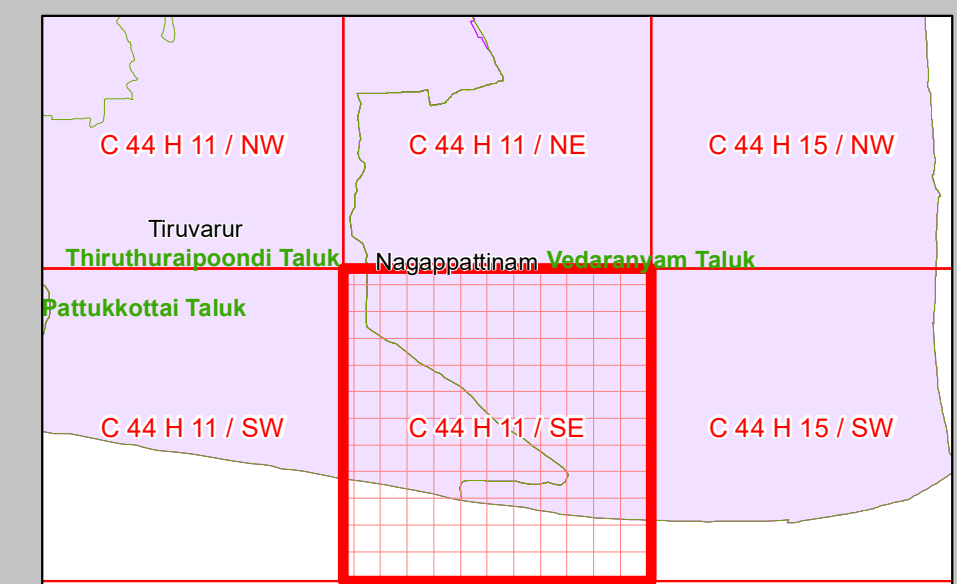 C 44 H 11 / NW C 44 H 11 / NE C 44 H 15 / NW
Tiruvarur
Thiruthuraipoondi Taluk Nagappattinam Vedaranyam Taluk
Pattukkottai Taluk
C 44 H 11 / SW C 44 H 11 / SE C 44 H 15 / SW